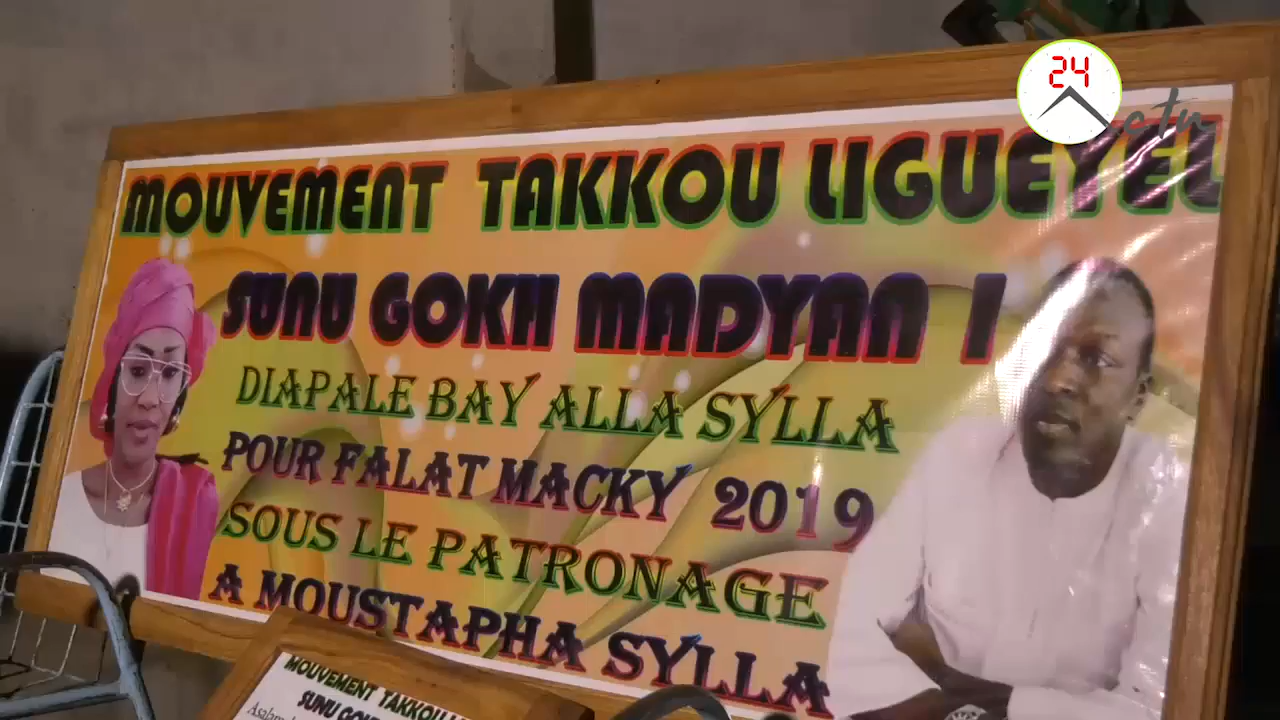 24 Actu
MOUVEMENT TAKKOU LIGUEYEL
SUNU GOKH MADYAN I
DIAPALE BAY ALLA SYLLA
POUR FALAT MACKY 2019
SOUS LE PATRONAGE
A MOUSTAPHA SYLLA
MOUVEMENT TAKKOU
SUNU